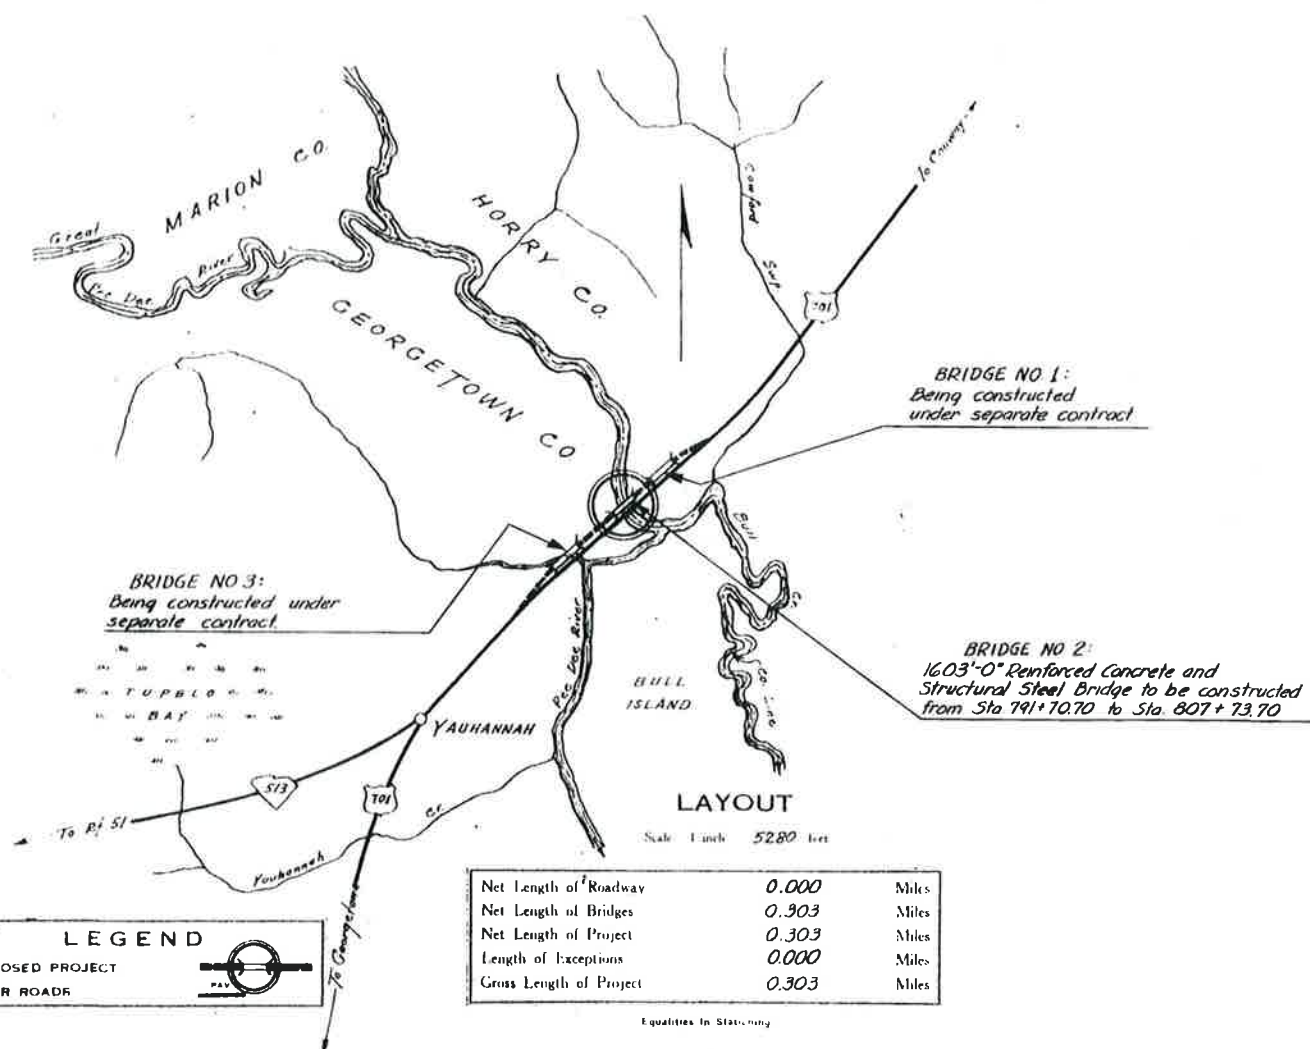 MARION CO.
HORRY CO.
GEORGETOWN CO
Great
Pee Dee
River
Cowford
Swp.
To Conway
701
BRIDGE NO 1:
Being constructed
under separate contract
BRIDGE NO 3:
Being constructed under
separate contract.
Bull
Cr.
Co. Line
BRIDGE NO 2:
1603'-0" Reinforced Concrete and
Structural Steel Bridge to be constructed
from Sta. 791+70.70 to Sta. 807+73.70
Pee Dee River
BULL
ISLAND
TUPELO
BAY
YAUHANNAH
513
701
To Rt 51
Yauhannah
Cr.
To Georgetown
LAYOUT
Scale 1 inch 5280 feet
Net Length of Roadway 0.000 Miles
Net Length of Bridges 0.303 Miles
Net Length of Project 0.303 Miles
Length of Exceptions 0.000 Miles
Gross Length of Project 0.303 Miles
Equalities In Stationing
LEGEND
OSED PROJECT
R ROADS
PAV